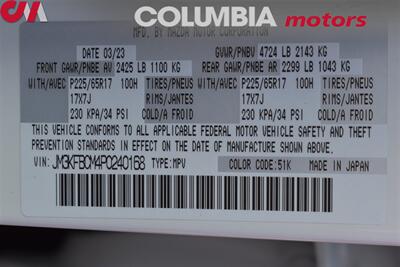 CM
COLUMBIA motors
MFD. BY MAZDA MOTOR CORPORATION
DATE 03/23 GVWR/PNBV 4724 LB 2143 KG
FRONT GAWR/PNBE AV 2425 LB 1100 KG REAR GAWR/PNBE AR 2299 LB 1043 KG
WITH/AVEC P225/65R17 100H TIRES/PNEUS WITH/AVEC P225/65R17 100H TIRES/PNEUS
17X7J RIMS/JANTES 17X7J RIMS/JANTES
230 KPA/34 PSI COLD/A FROID 230 KPA/34 PSI COLD/A FROID
THIS VEHICLE CONFORMS TO ALL APPLICABLE FEDERAL MOTOR VEHICLE SAFETY AND THEFT
PREVENTION STANDARDS IN EFFECT ON THE DATE OF MANUFACTURE SHOWN ABOVE.
VIN: JM3KFBCM4P0240168 TYPE: MPV COLOR CODE: 51K MADE IN JAPAN